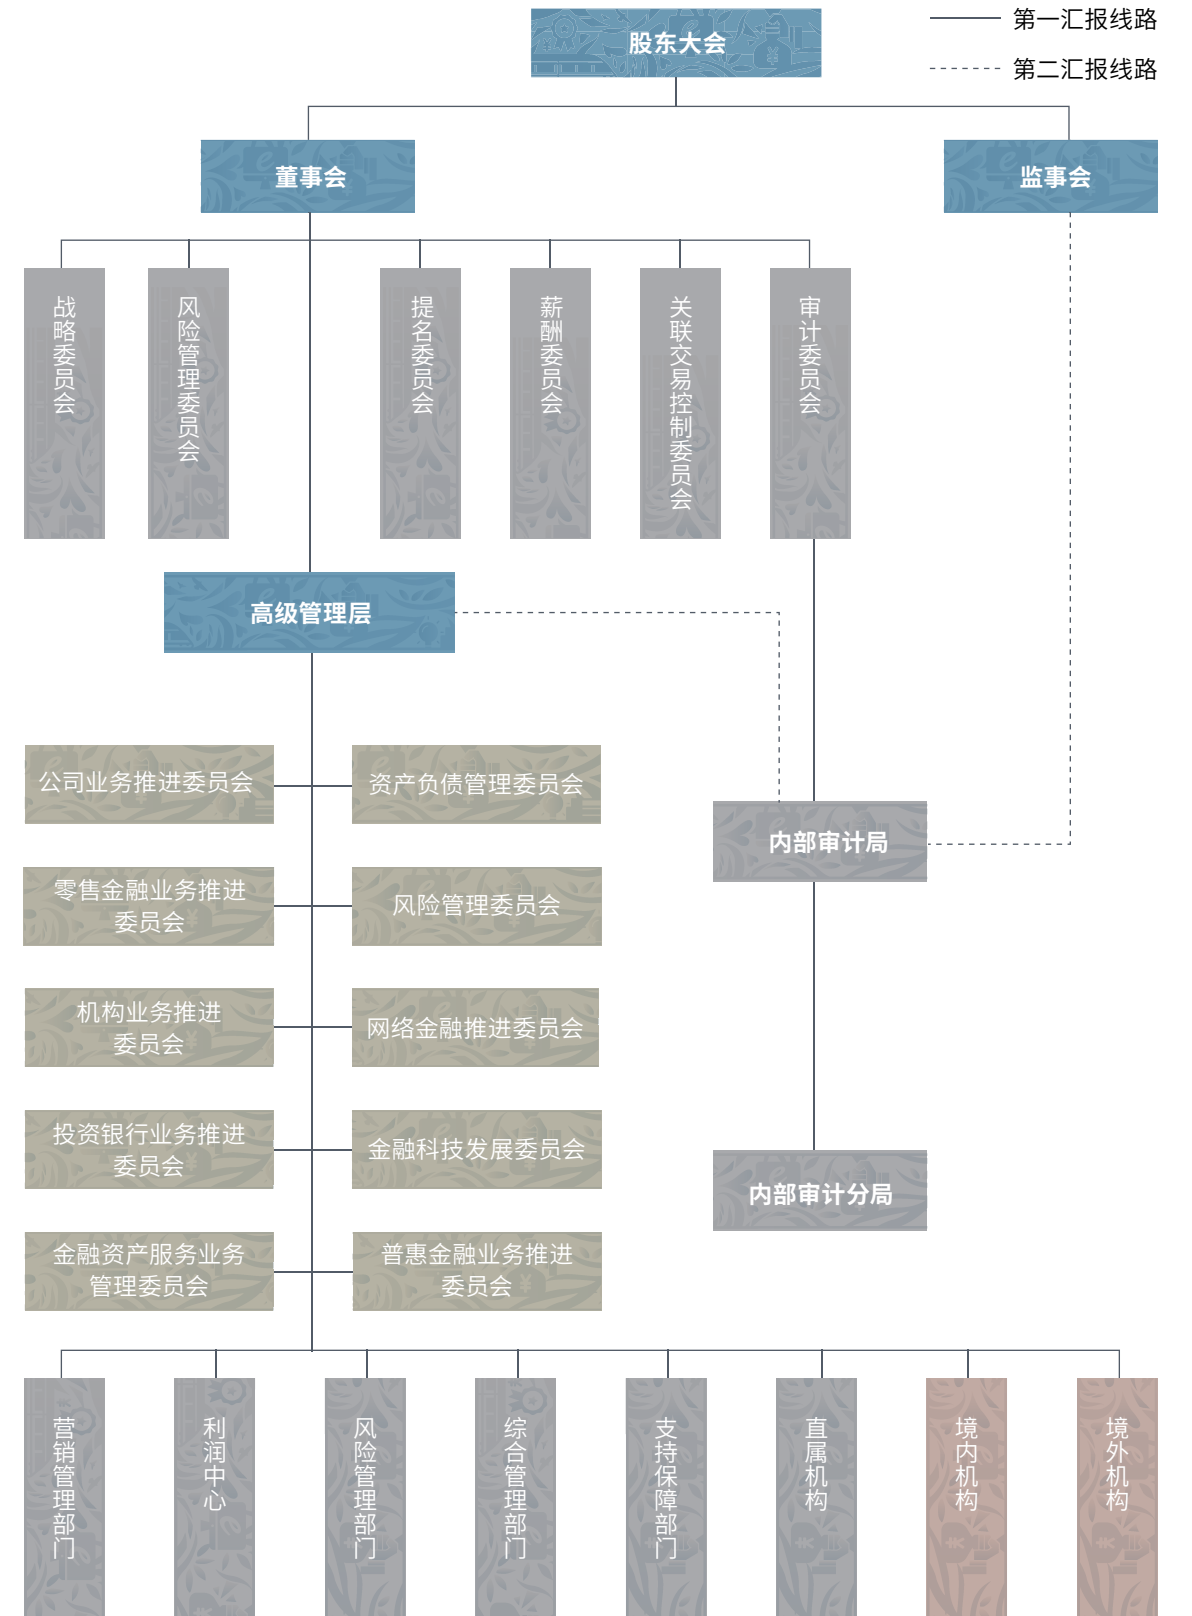 股东大会
第一汇报线路
第二汇报线路
董事会
监事会
战略委员会
风险管理委员会
提名委员会
薪酬委员会
关联交易控制委员会
审计委员会
高级管理层
公司业务推进委员会
资产负债管理委员会
内部审计局
零售金融业务推进
委员会
风险管理委员会
机构业务推进
委员会
网络金融推进委员会
投资银行业务推进
委员会
金融科技发展委员会
内部审计分局
金融资产服务业务
管理委员会
普惠金融业务推进
委员会
营销管理部门
利润中心
风险管理部门
综合管理部门
支持保障部门
直属机构
境内机构
境外机构